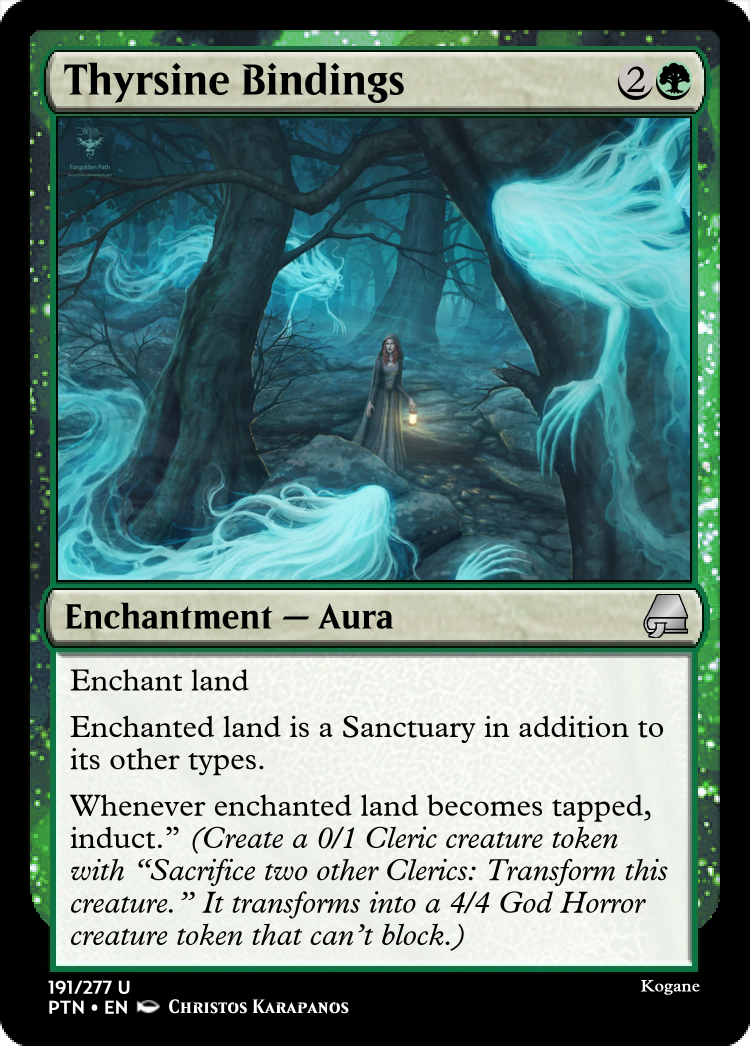 Thyrsine Bindings
2
Forgotten Path
Enchantment — Aura
Enchant land
Enchanted land is a Sanctuary in addition to
its other types.
Whenever enchanted land becomes tapped,
induct.” (Create a 0/1 Cleric creature token
with “Sacrifice two other Clerics: Transform this
creature.” It transforms into a 4/4 God Horror
creature token that can’t block.)
191/277 U
Kogane
PTN • EN Christos Karapanos